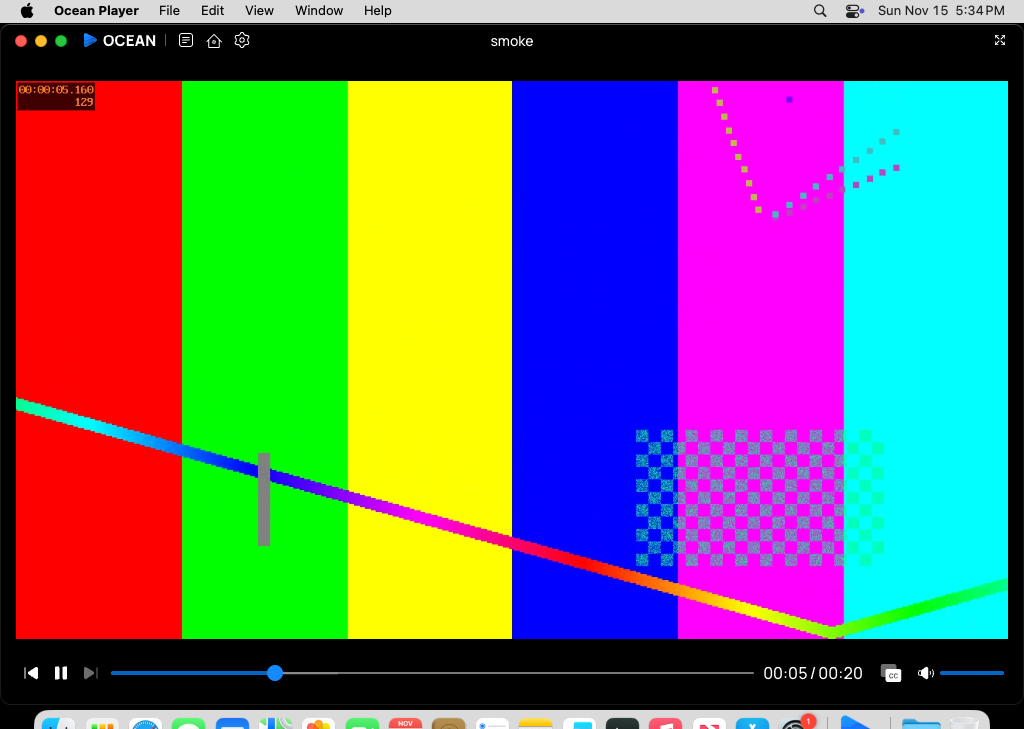 Ocean Player File Edit View Window Help Sun Nov 15 5:34 PM
OCEAN smoke
00:00:05.160
129
00:05/00:20 CC
NOV 1